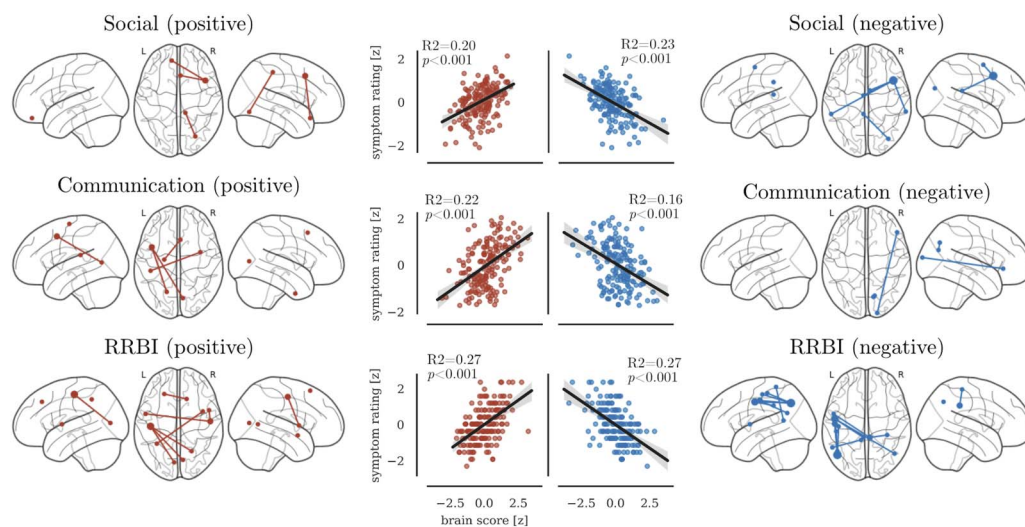 Social (positive)
L
R
R2=0.20
p<0.001
R2=0.23
p<0.001
symptom rating [z]
2
0
−2
Social (negative)
L
R
Communication (positive)
L
R
R2=0.22
p<0.001
R2=0.16
p<0.001
symptom rating [z]
2
0
−2
Communication (negative)
L
R
RRBI (positive)
L
R
R2=0.27
p<0.001
R2=0.27
p<0.001
symptom rating [z]
2
0
−2
−2.5 0.0 2.5
−2.5 0.0 2.5
brain score [z]
RRBI (negative)
L
R